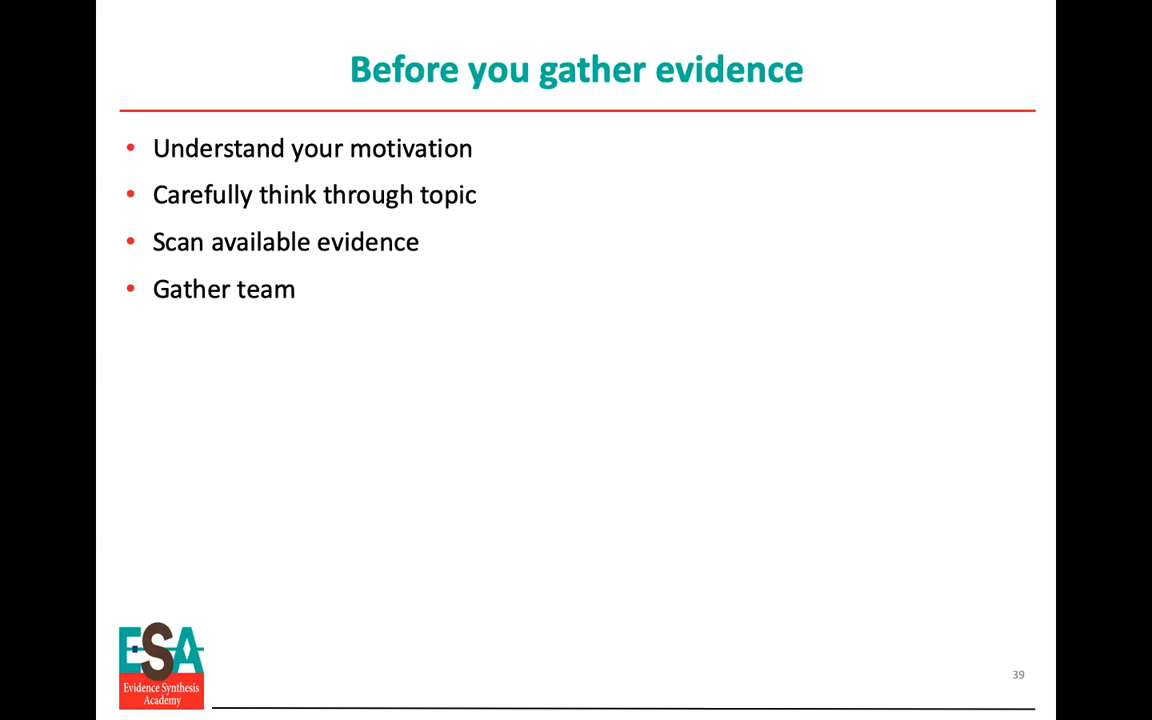 Before you gather evidence
• Understand your motivation
• Carefully think through topic
• Scan available evidence
• Gather team
ESA
Evidence Synthesis
Academy
39